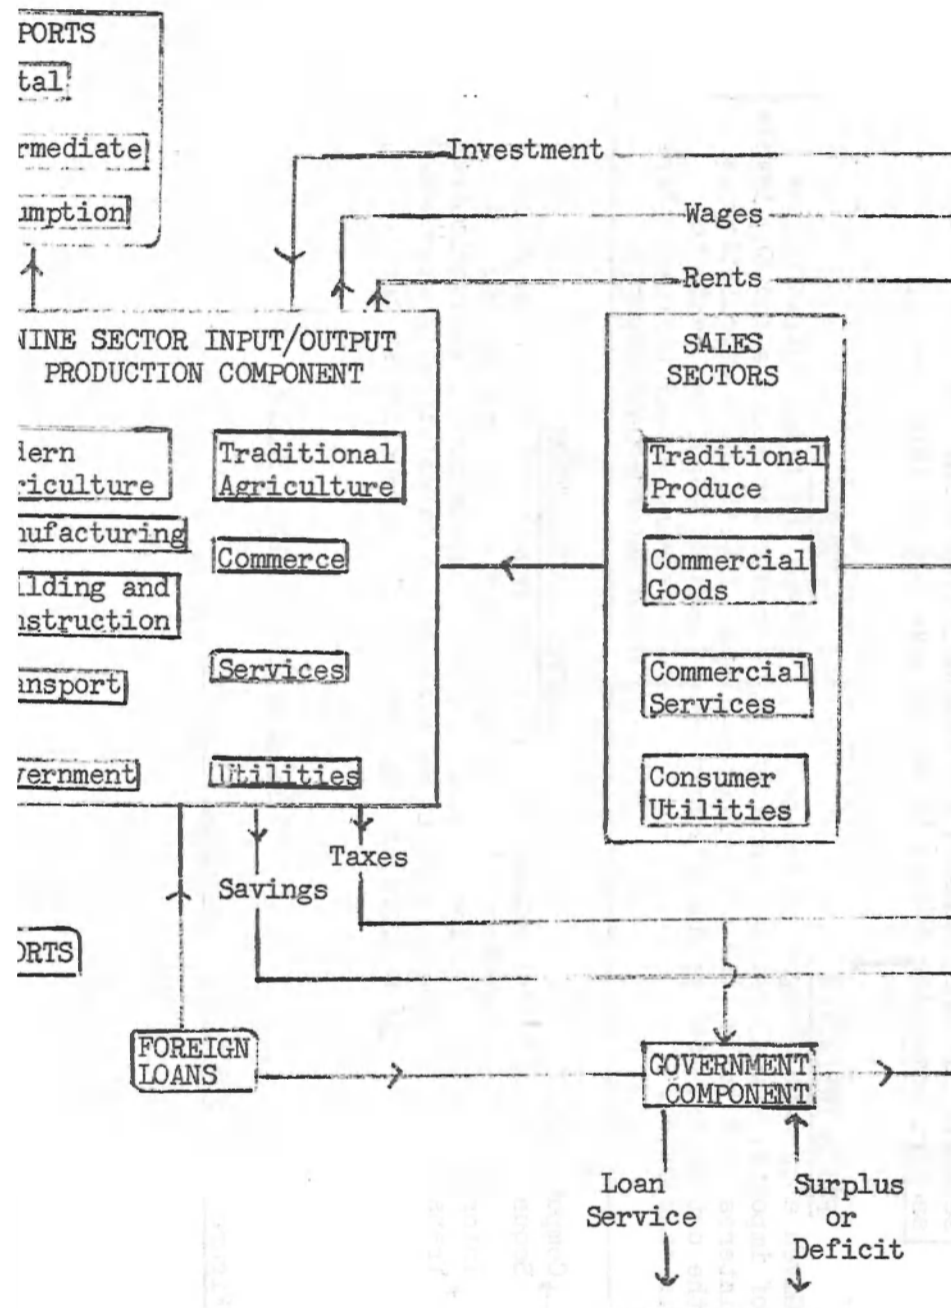 PORTS
tal
rmediate
umption
Investment
Wages
Rents
NINE SECTOR INPUT/OUTPUT
PRODUCTION COMPONENT
dern
riculture
nufacturing
ilding and
nstruction
ansport
vernment
Traditional
Agriculture
Commerce
Services
Utilities
SALES
SECTORS
Traditional
Produce
Commercial
Goods
Commercial
Services
Consumer
Utilities
Taxes
Savings
ORTS
FOREIGN
LOANS
GOVERNMENT
COMPONENT
Loan
Service
Surplus
or
Deficit